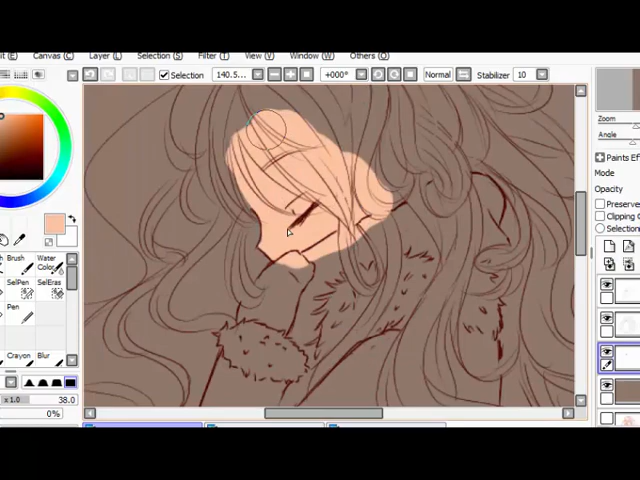 it (E) Canvas (C) Layer (L) Selection (S) Filter (T) View (V) Window (W) Others (O)
Selection 140.5... +000° Normal Stabilizer 10
Zoom
Angle
Paints Ef
Mode
Opacity
Preserve
Clipping
Selection
Brush Water Color
SelPen SelEras
Pen
Crayon Blur
x 1.0 38.0
0%